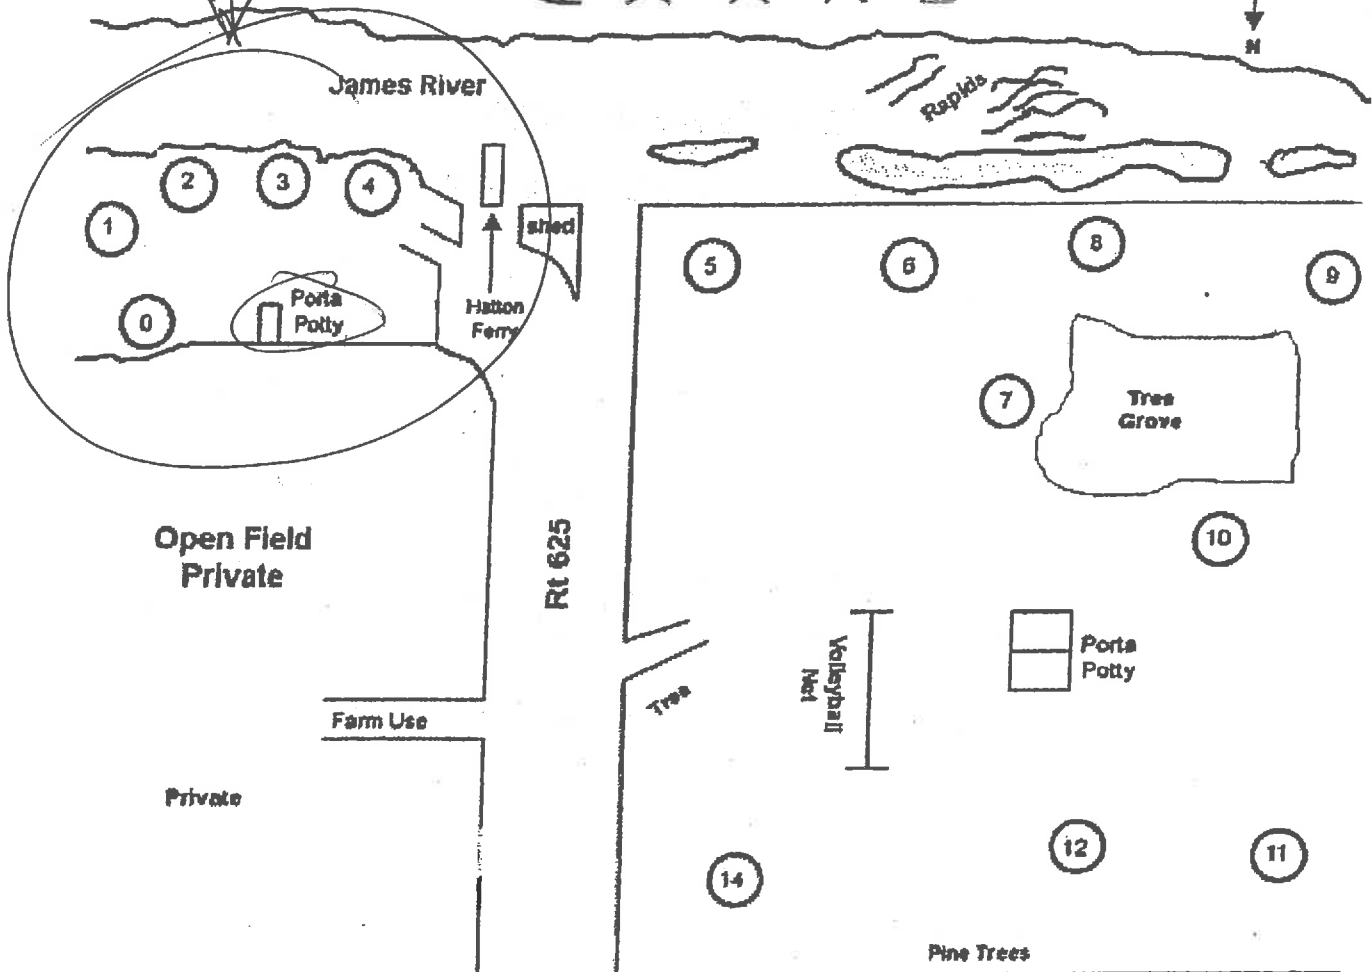 N
James River
Rapids
2
3
4
1
shed
8
5
6
9
Porta
Potty
Hatton
Ferry
0
7
Tree
Grove
Open Field
Private
Rt 625
10
Volleyball
Net
Porta
Potty
Tree
Farm Use
Private
12
11
14
Pine Trees